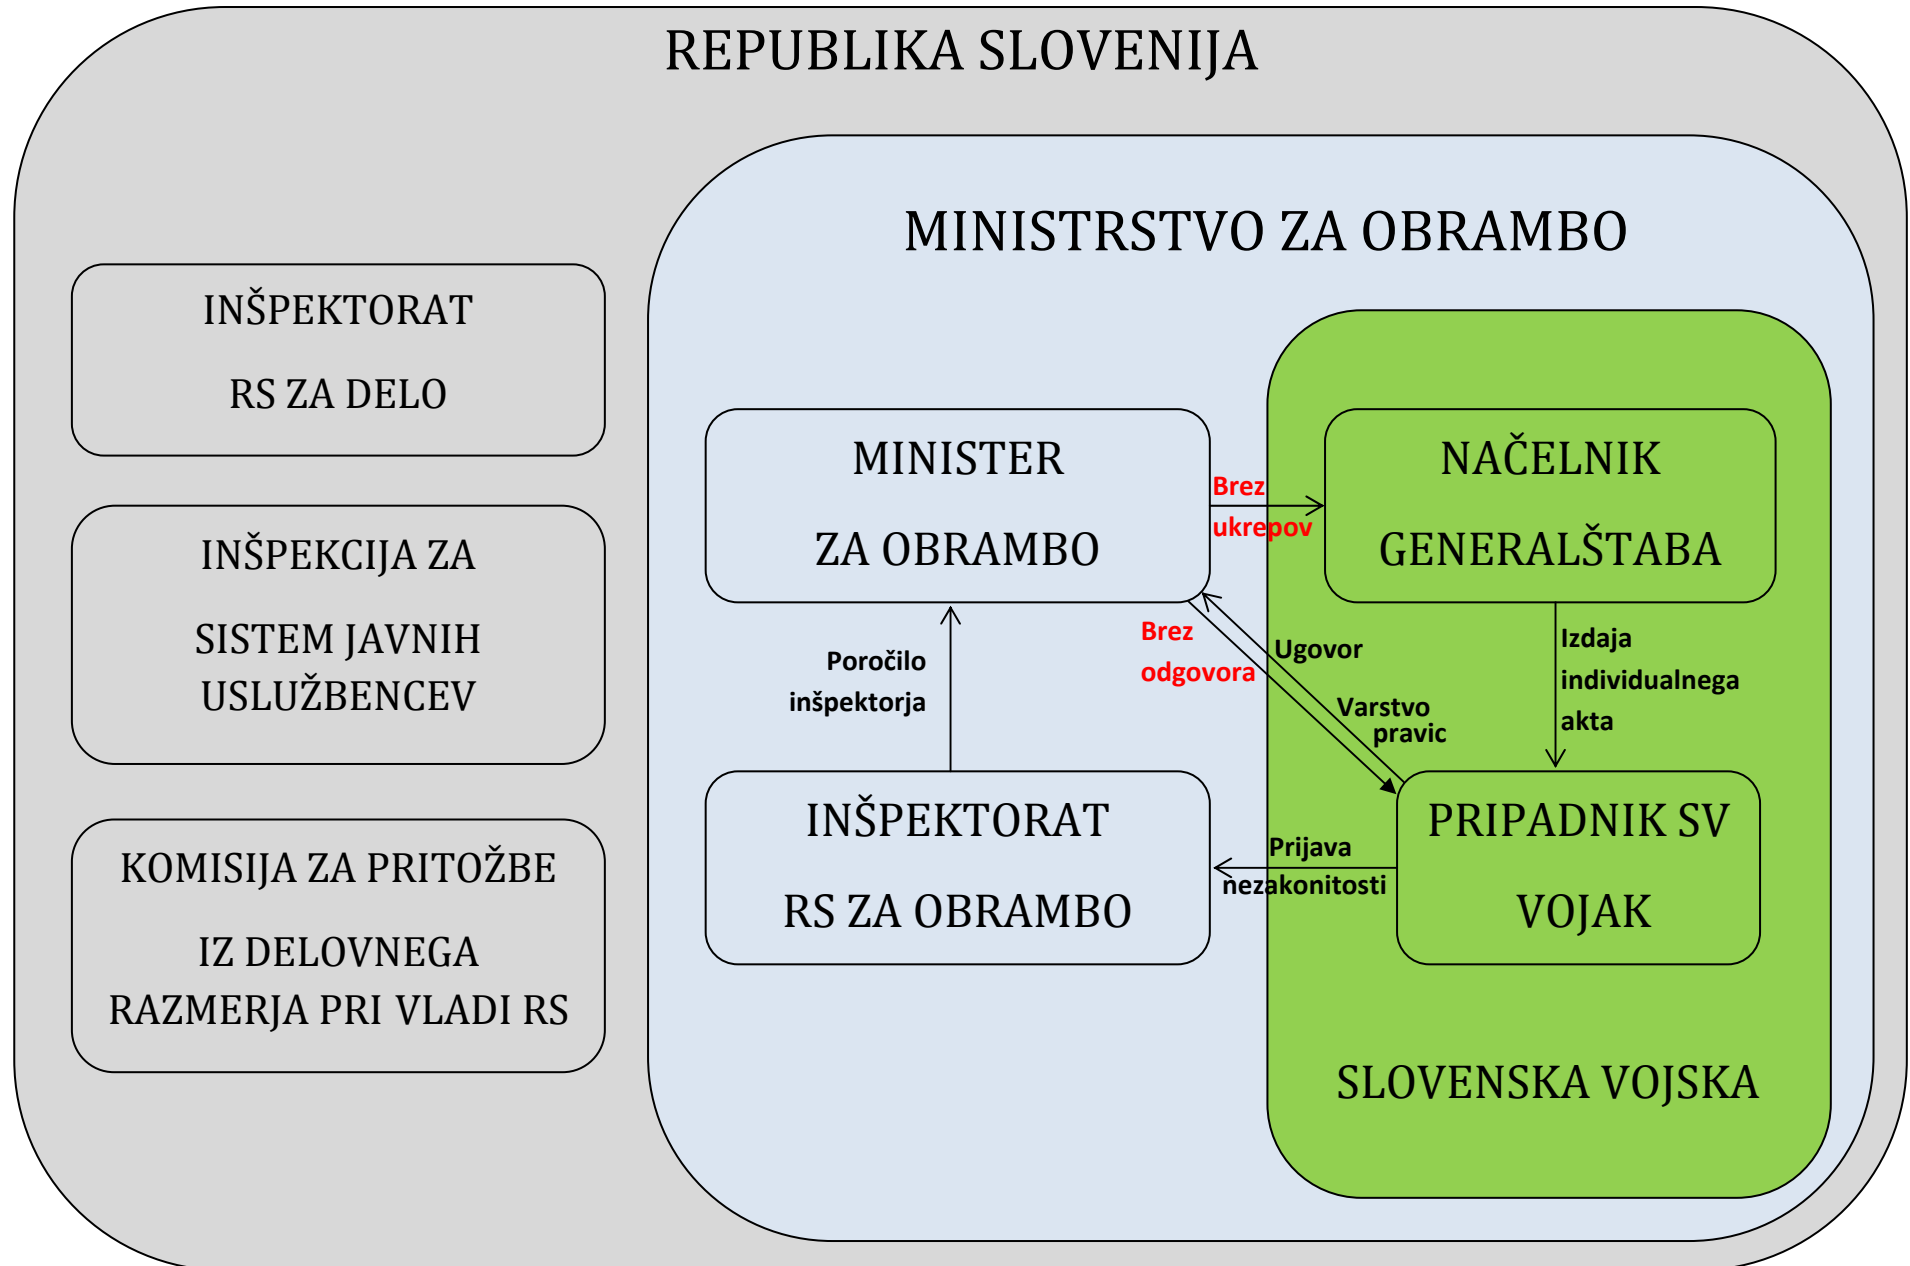 REPUBLIKA SLOVENIJA
MINISTRSTVO ZA OBRAMBO
INŠPEKTORAT
RS ZA DELO
INŠPEKCIJA ZA
SISTEM JAVNIH
USLUŽBENCEV
KOMISIJA ZA PRITOŽBE
IZ DELOVNEGA
RAZMERJA PRI VLADI RS
MINISTER
ZA OBRAMBO
Brez
ukrepov
NAČELNIK
GENERALŠTABA
Poročilo
inšpektorja
Brez
odgovora
Ugovor
Varstvo
pravic
Izdaja
individualnega
akta
INŠPEKTORAT
RS ZA OBRAMBO
Prijava
nezakonitosti
PRIPADNIK SV
VOJAK
SLOVENSKA VOJSKA